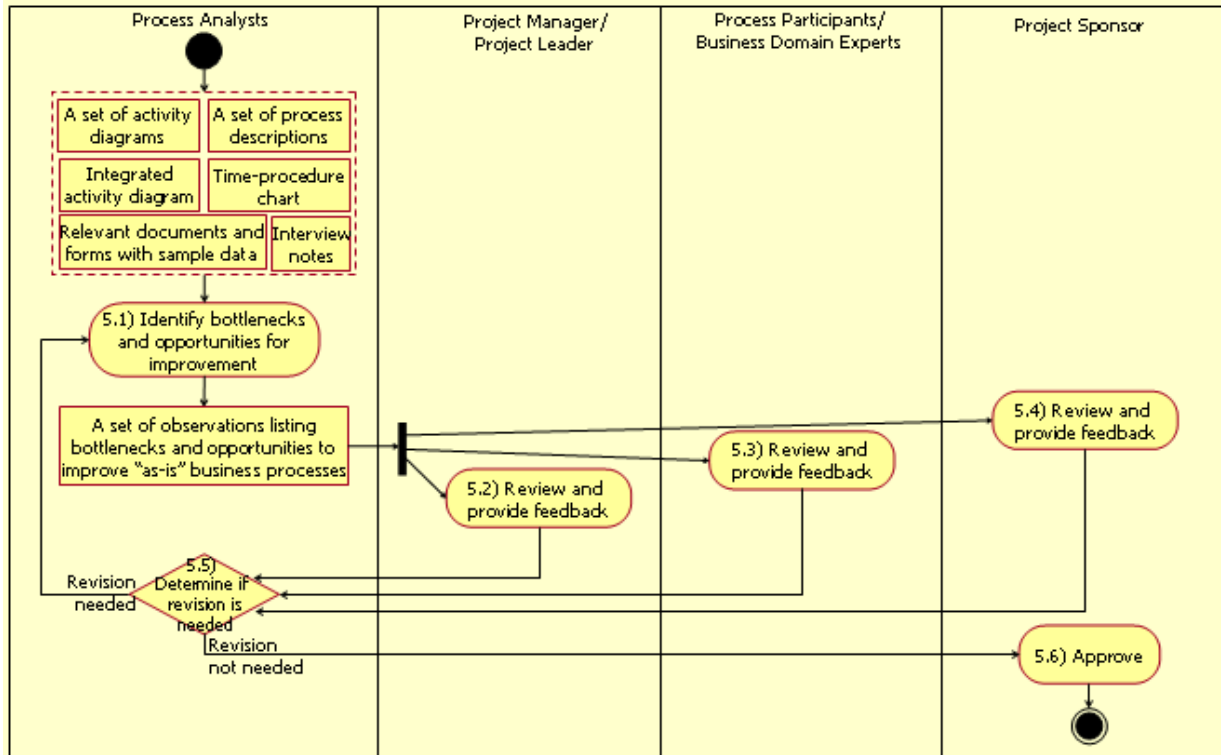 Process Analysts
Project Manager/
Project Leader
Process Participants/
Business Domain Experts
Project Sponsor
A set of activity
diagrams
A set of process
descriptions
Integrated
activity diagram
Time-procedure
chart
Relevant documents and
forms with sample data
Interview
notes
5.1) Identify bottlenecks
and opportunities for
improvement
A set of observations listing
bottlenecks and opportunities to
improve “as-is” business processes
5.4) Review and
provide feedback
5.3) Review and
provide feedback
5.2) Review and
provide feedback
5.5)
Determine if
revision is
needed
Revision
needed
Revision
not needed
5.6) Approve